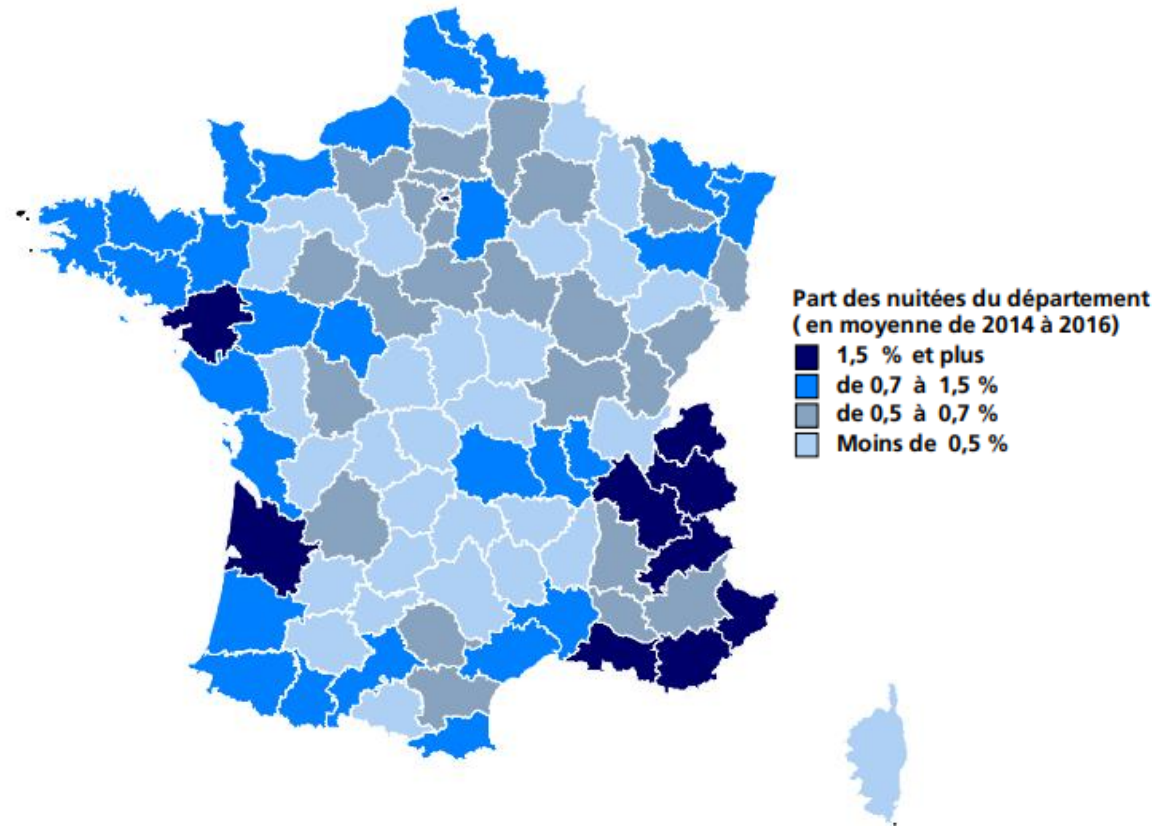 Part des nuitées du département
( en moyenne de 2014 à 2016)
1,5 % et plus
de 0,7 à 1,5 %
de 0,5 à 0,7 %
Moins de 0,5 %